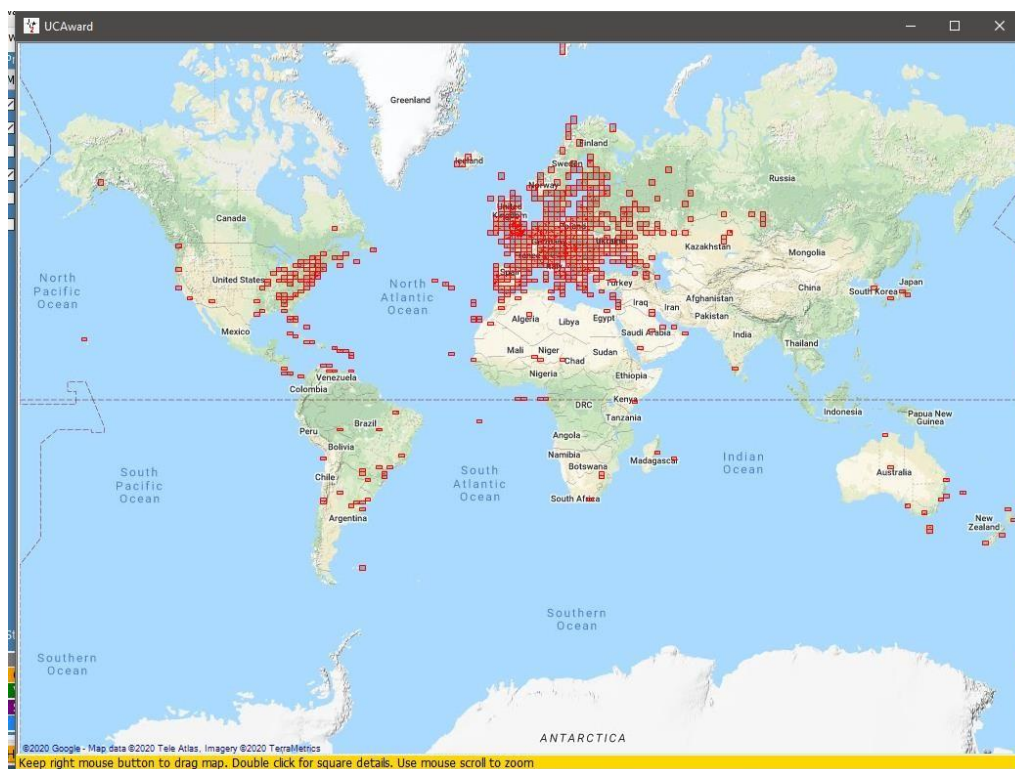 UCAward
Greenland
Iceland
Finland
Sweden
Norway
Russia
United
Kingdom
Canada
Ukraine
Kazakhstan
Mongolia
North
Pacific
Ocean
United States
North
Atlantic
Ocean
Turkey
China
Japan
South Korea
Afghanistan
Iraq
Iran
Pakistan
Algeria
Libya
Egypt
Saudi Arabia
India
Mexico
Mali
Niger
Chad
Sudan
Thailand
Nigeria
Ethiopia
Venezuela
Colombia
DRC
Kenya
Tanzania
Indonesia
Papua New
Guinea
Peru
Brazil
Bolivia
Angola
Namibia
Botswana
Madagascar
Indian
Ocean
South
Pacific
Ocean
Chile
South
Atlantic
Ocean
Australia
South Africa
Argentina
New
Zealand
Southern
Ocean
Southern
Ocean
ANTARCTICA
©2020 Google - Map data ©2020 Tele Atlas, Imagery ©2020 TerraMetrics
Keep right mouse button to drag map. Double click for square details. Use mouse scroll to zoom